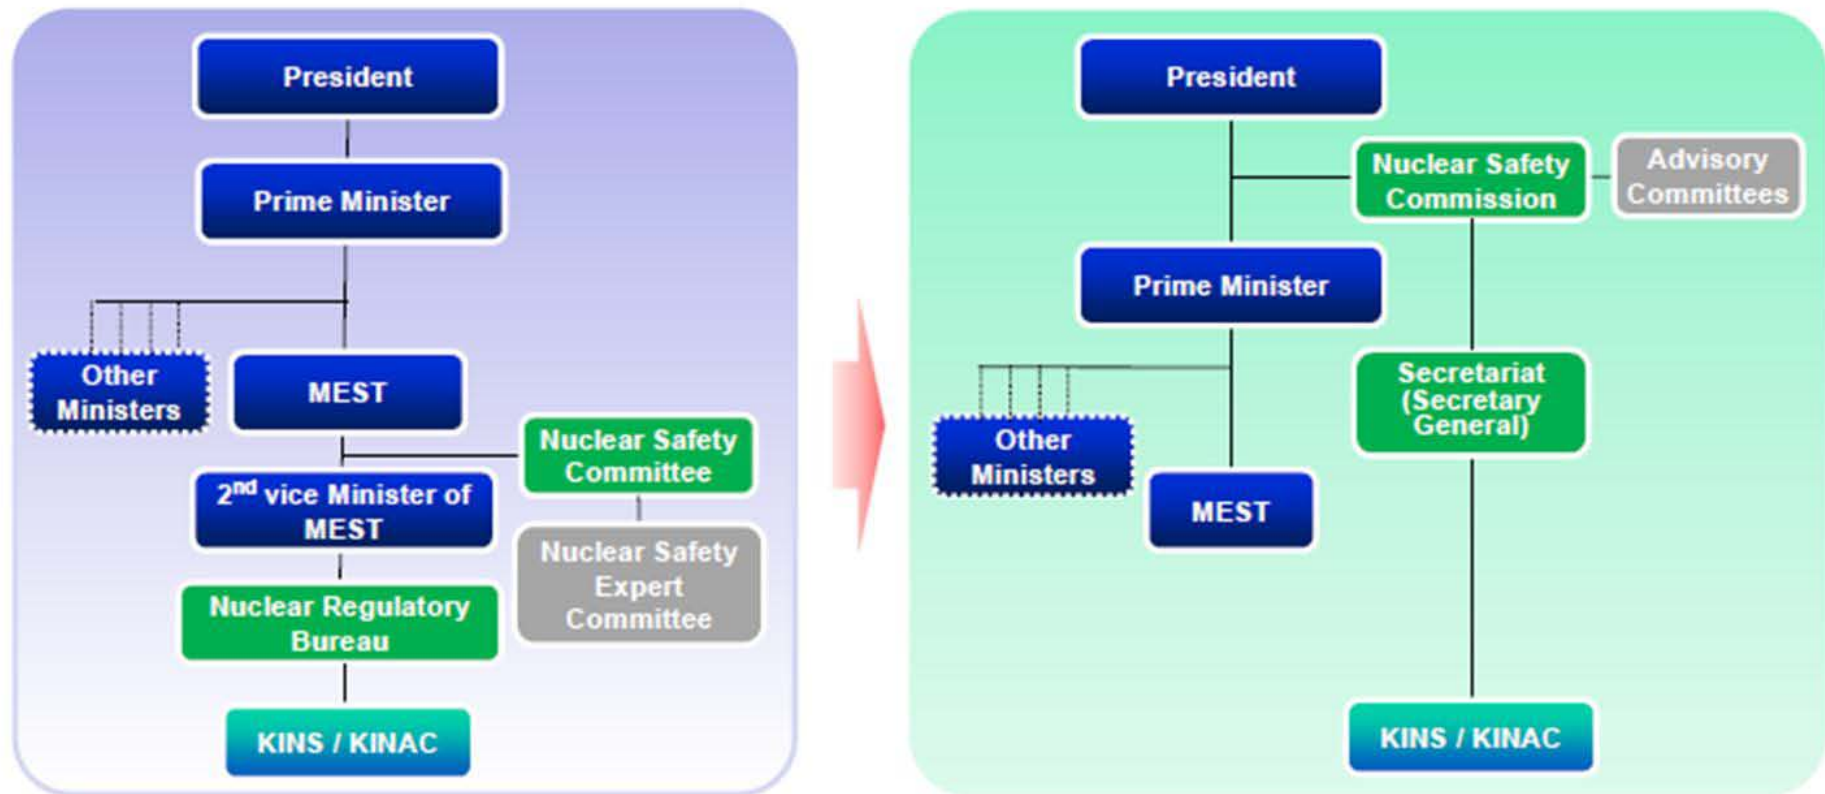 President
Prime Minister
Other
Ministers
MEST
Nuclear Safety
Committee
2nd vice Minister of
MEST
Nuclear Safety
Expert
Committee
Nuclear Regulatory
Bureau
KINS / KINAC
President
Nuclear Safety
Commission
Advisory
Committees
Prime Minister
Secretariat
(Secretary
General)
Other
Ministers
MEST
KINS / KINAC